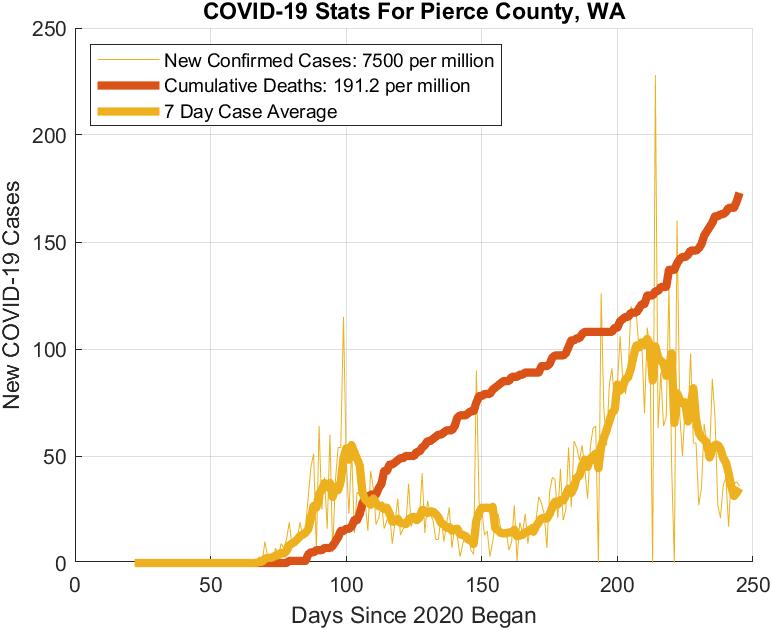 COVID-19 Stats For Pierce County, WA
250
New Confirmed Cases: 7500 per million
Cumulative Deaths: 191.2 per million
7 Day Case Average
200
150
100
50
0
New COVID-19 Cases
0 50 100 150 200 250
Days Since 2020 Began